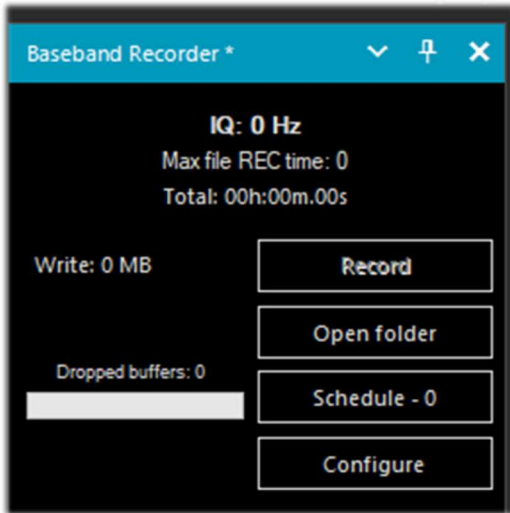 Baseband Recorder *
IQ: 0 Hz
Max file REC time: 0
Total: 00h:00m.00s
Write: 0 MB
Record
Open folder
Dropped buffers: 0
Schedule - 0
Configure